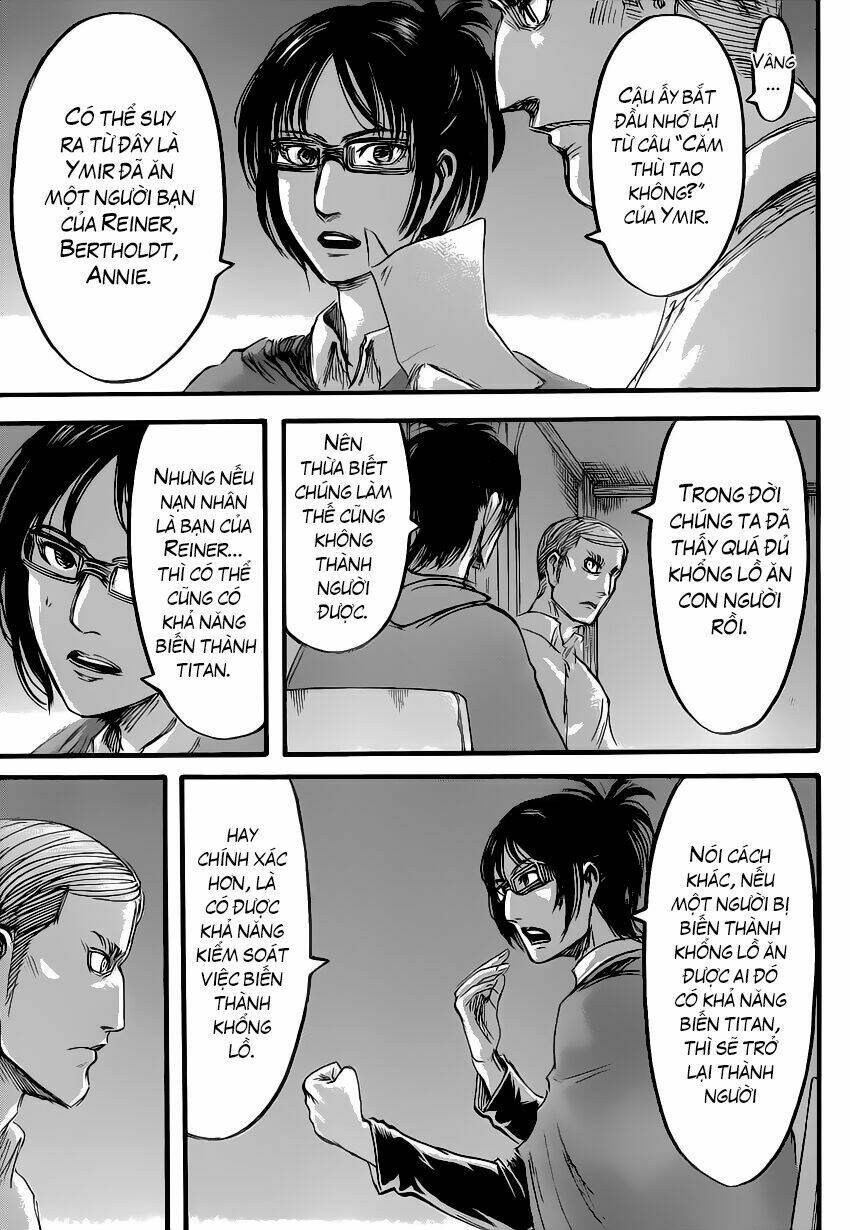 Vâng
...
Cậu ấy bắt
đầu nhớ lại
từ câu "Căm
thù tao
không?"
của Ymir.
Có thể suy
ra từ đây là
Ymir đã ăn
một người bạn
của Reiner,
Bertholdt,
Annie.
Trong đời
chúng ta đã
thấy quá đủ
khổng lồ ăn
con người
rồi.
Nên
thừa biết
chúng làm
thế cũng
không
thành
người
được.
Nhưng nếu
nạn nhân
là bạn của
Reiner...
thì có thể
cũng có
khả năng
biến thành
titan.
Nói cách
khác, nếu
một người bị
biến thành
khổng lồ ăn
được ai đó
có khả năng
biến titan,
thì sẽ trở
lại thành
người
hay
chính xác
hơn, là
có được
khả năng
kiểm soát
việc biến
thành
khổng
lồ.